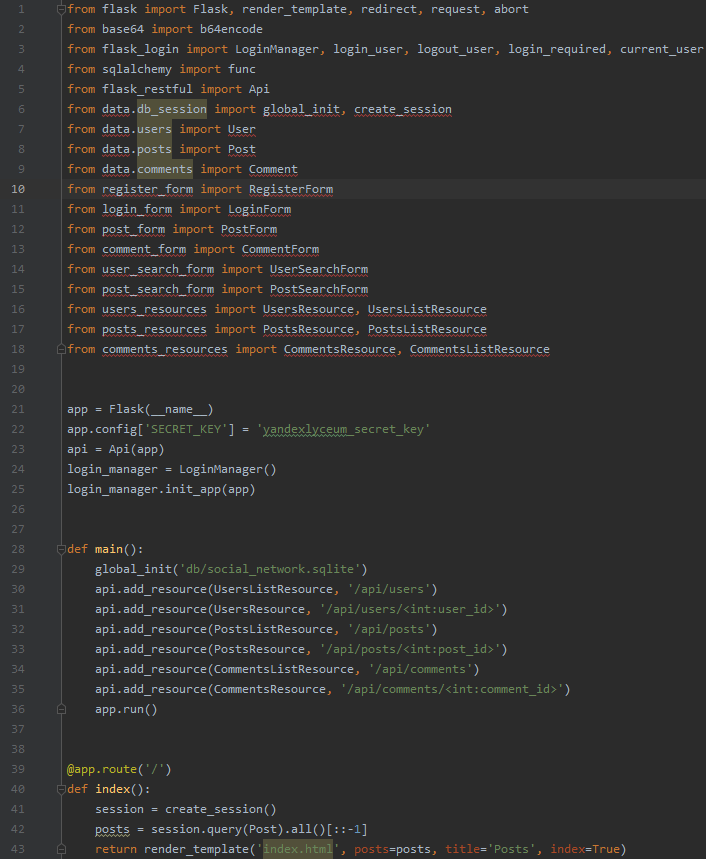 1 from flask import Flask, render_template, redirect, request, abort
2 from base64 import b64encode
3 from flask_login import LoginManager, login_user, logout_user, login_required, current_user
4 from sqlalchemy import func
5 from flask_restful import Api
6 from data.db_session import global_init, create_session
7 from data.users import User
8 from data.posts import Post
9 from data.comments import Comment
10 from register_form import RegisterForm
11 from login_form import LoginForm
12 from post_form import PostForm
13 from comment_form import CommentForm
14 from user_search_form import UserSearchForm
15 from post_search_form import PostSearchForm
16 from users_resources import UsersResource, UsersListResource
17 from posts_resources import PostsResource, PostsListResource
18 from comments_resources import CommentsResource, CommentsListResource
19
20
21 app = Flask(__name__)
22 app.config['SECRET_KEY'] = 'yandexlyceum_secret_key'
23 api = Api(app)
24 login_manager = LoginManager()
25 login_manager.init_app(app)
26
27
28 def main():
29     global_init('db/social_network.sqlite')
30     api.add_resource(UsersListResource, '/api/users')
31     api.add_resource(UsersResource, '/api/users/<int:user_id>')
32     api.add_resource(PostsListResource, '/api/posts')
33     api.add_resource(PostsResource, '/api/posts/<int:post_id>')
34     api.add_resource(CommentsListResource, '/api/comments')
35     api.add_resource(CommentsResource, '/api/comments/<int:comment_id>')
36     app.run()
37
38
39 @app.route('/')
40 def index():
41     session = create_session()
42     posts = session.query(Post).all()[::-1]
43     return render_template('index.html', posts=posts, title='Posts', index=True)